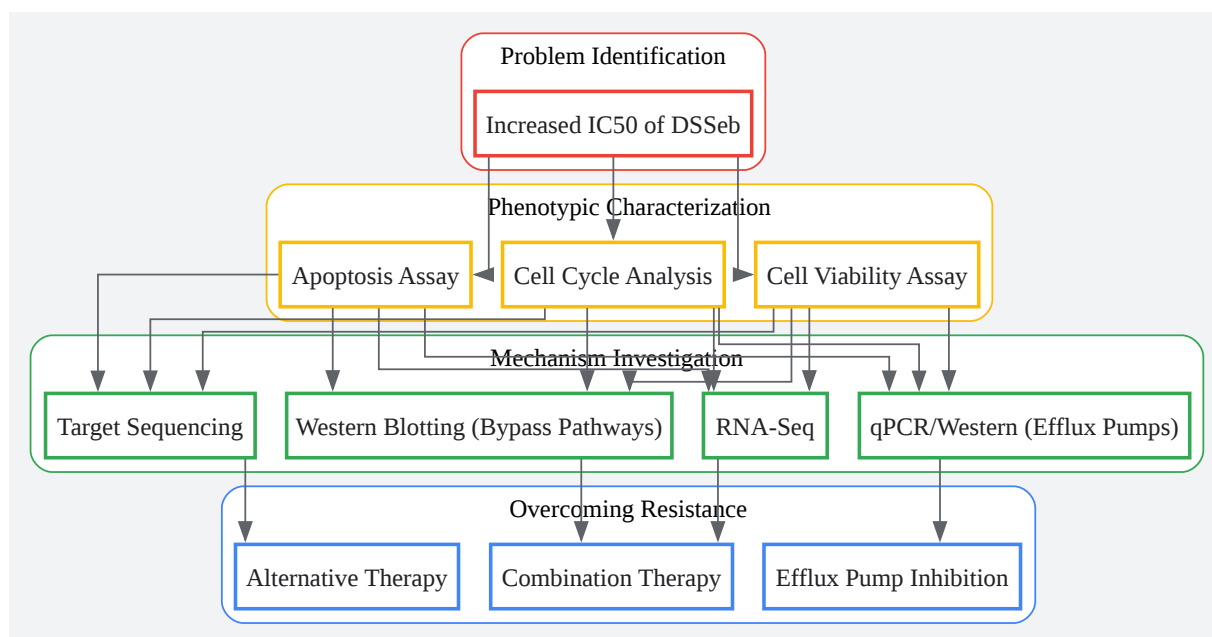 Problem Identification
Increased IC50 of DSSeb
Phenotypic Characterization
Apoptosis Assay
Cell Cycle Analysis
Cell Viability Assay
Mechanism Investigation
Target Sequencing
Western Blotting (Bypass Pathways)
RNA-Seq
qPCR/Western (Efflux Pumps)
Overcoming Resistance
Alternative Therapy
Combination Therapy
Efflux Pump Inhibition